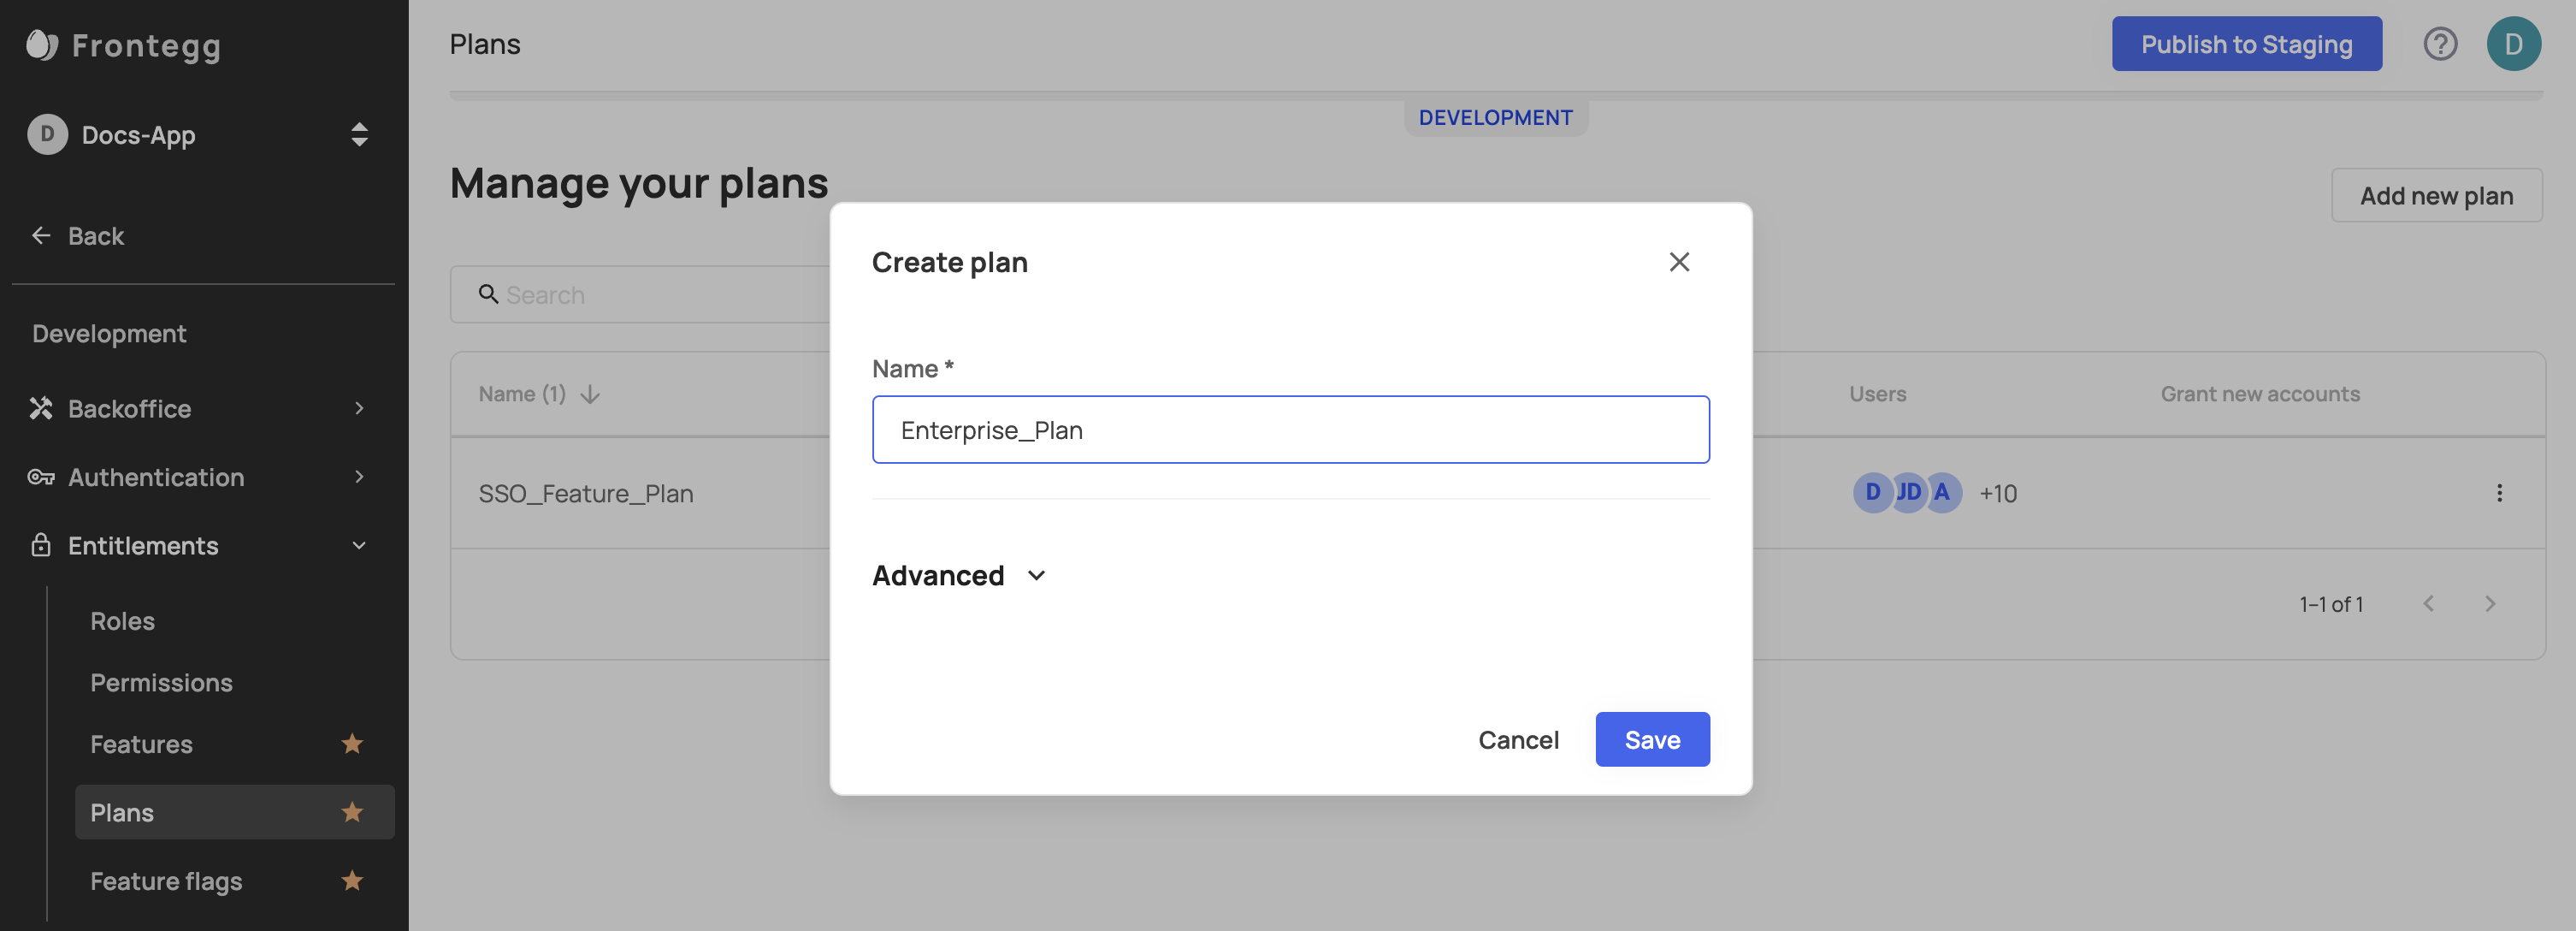 Frontegg
D Docs-App
Back
Development
Backoffice
Authentication
Entitlements
Roles
Permissions
Features
Plans
Feature flags
Plans
Publish to Staging
?
D
DEVELOPMENT
Manage your plans
Add new plan
Search
Name (1)
Users
Grant new accounts
SSO_Feature_Plan
D JD A +10
1–1 of 1
Create plan
Name *
Enterprise_Plan
Advanced
Cancel
Save